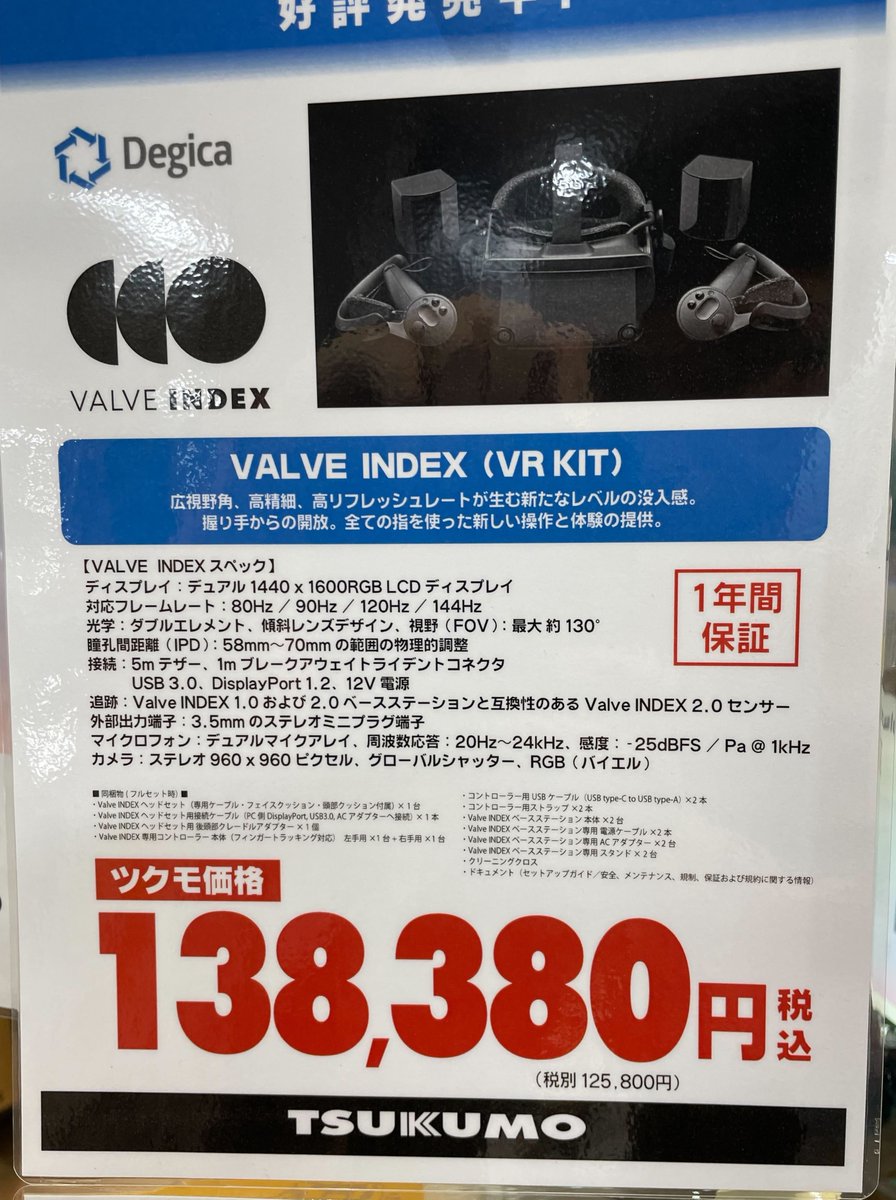 好評発売中
Degica
VALVE INDEX
VALVE INDEX（VR KIT）
広視野角、高精細、高リフレッシュレートが生む新たなレベルの没入感。
握り手からの開放。全ての指を使った新しい操作と体験の提供。
【VALVE INDEXスペック】
ディスプレイ：デュアル 1440 x 1600RGB LCD ディスプレイ
対応フレームレート：80Hz ／ 90Hz ／ 120Hz ／ 144Hz
光学：ダブルエレメント、傾斜レンズデザイン、視野（FOV）：最大 約130°
瞳孔間距離（IPD）：58mm～70mm の範囲の物理的調整
接続：5m テザー、1m ブレークアウェイトライデントコネクタ
USB 3.0、DisplayPort 1.2、12V 電源
追跡：Valve INDEX 1.0 および 2.0 ベースステーションと互換性のある Valve INDEX 2.0 センサー
外部出力端子：3.5mm のステレオミニプラグ端子
マイクロフォン：デュアルマイクアレイ、周波数応答：20Hz～24kHz、感度：-25dBFS ／ Pa @ 1kHz
カメラ：ステレオ 960 x 960 ピクセル、グローバルシャッター、RGB（バイエル）
1年間
保証
■ 同梱物（フルセット時）■
・Valve INDEX ヘッドセット（専用ケーブル・フェイスクッション・頭部クッション付属）× 1 台
・Valve INDEX ヘッドセット用接続ケーブル（PC 側 DisplayPort, USB3.0, AC アダプターへ接続）× 1 本
・Valve INDEX ヘッドセット用 後頭部クレードルアダプター × 1 個
・Valve INDEX 専用コントローラー 本体（フィンガートラッキング対応） 左手用 ×1 台 + 右手用 ×1 台
・コントローラー用 USB ケーブル（USB type-C to USB type-A）×2 本
・コントローラー用ストラップ ×2 本
・Valve INDEX ベースステーション 本体 ×2 台
・Valve INDEX ベースステーション専用 電源ケーブル ×2 本
・Valve INDEX ベースステーション専用 AC アダプター ×2 台
・Valve INDEX ベースステーション専用 スタンド ×2 台
・クリーニングクロス
・ドキュメント（セットアップガイド／安全、メンテナンス、規制、保証および規約に関する情報）
ツクモ価格
138,380円税込
（税別 125,800円）
TSUKUMO